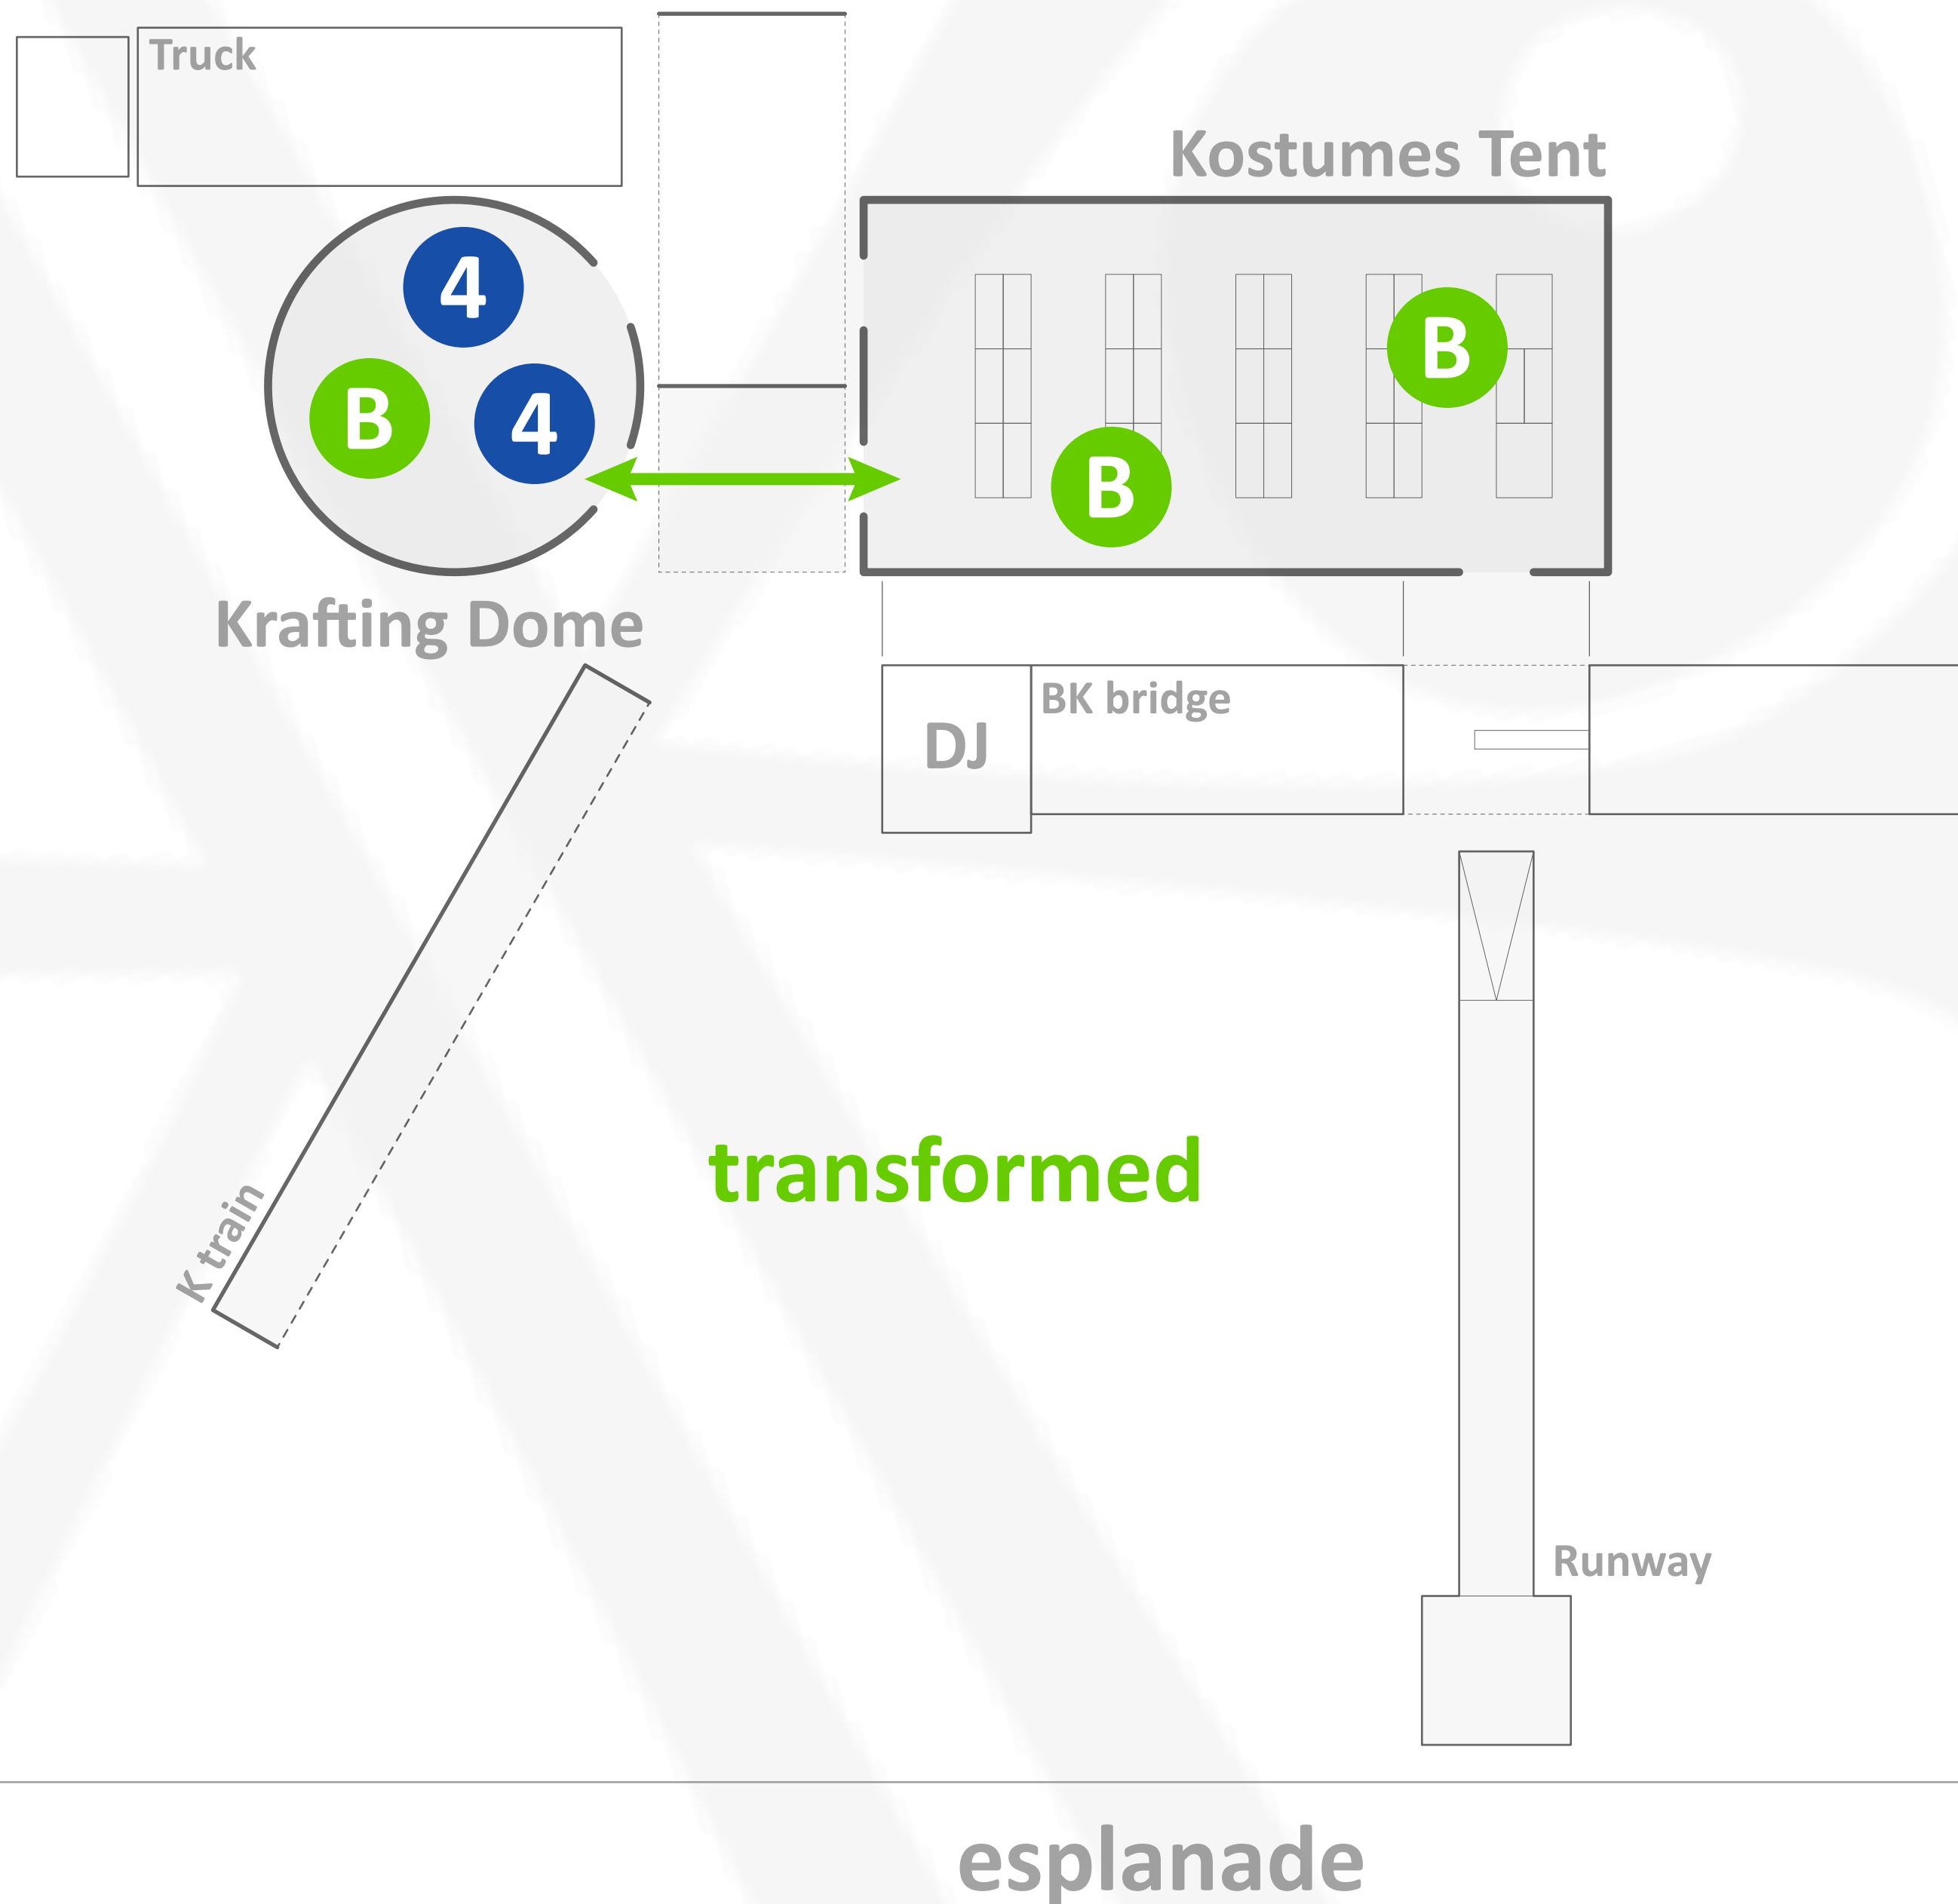 Truck
Kostumes Tent
4
B
4
B
B
Krafting Dome
BK bridge
DJ
transformed
K train
Runway
esplanade